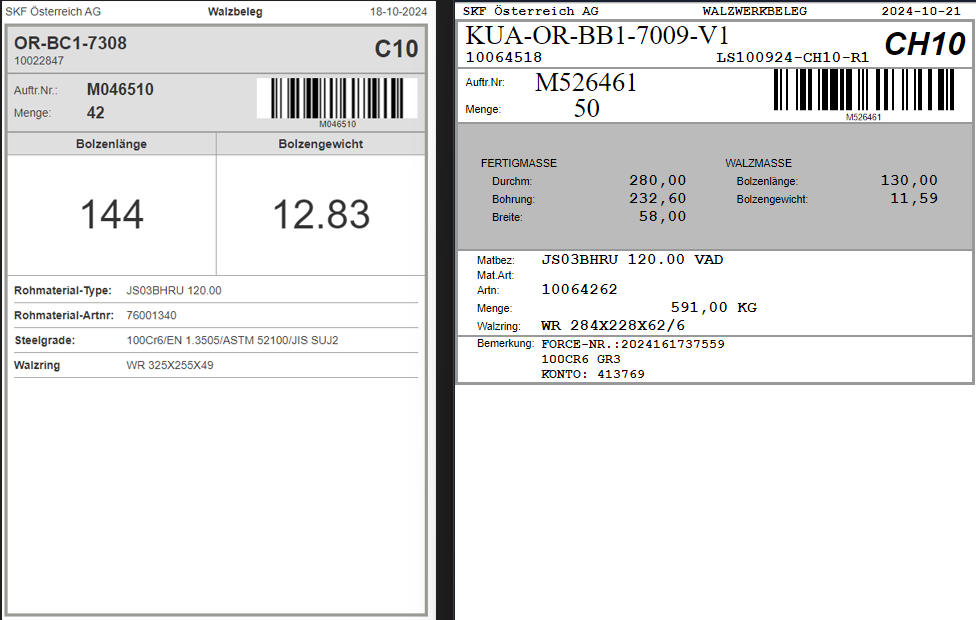 SKF Österreich AG Walzbeleg 18-10-2024
OR-BC1-7308 C10
10022847
Auftr.Nr.: M046510
Menge: 42
M046510
Bolzenlänge Bolzengewicht
144 12.83
Rohmaterial-Type: JS03BHRU 120.00
Rohmaterial-Artnr: 76001340
Steelgrade: 100Cr6/EN 1.3505/ASTM 52100/JIS SUJ2
Walzring WR 325X255X49
SKF Österreich AG WALZWERKBELEG 2024-10-21
KUA-OR-BB1-7009-V1 CH10
10064518 LS100924-CH10-R1
Auftr.Nr: M526461
Menge: 50
M526461
FERTIGMASSE WALZMASSE
Durchm: 280,00 Bolzenlänge: 130,00
Bohrung: 232,60 Bolzengewicht: 11,59
Breite: 58,00
Matbez: JS03BHRU 120.00 VAD
Mat.Art:
Artn: 10064262
Menge: 591,00 KG
Walzring: WR 284X228X62/6
Bemerkung: FORCE-NR.:2024161737559
100CR6 GR3
KONTO: 413769